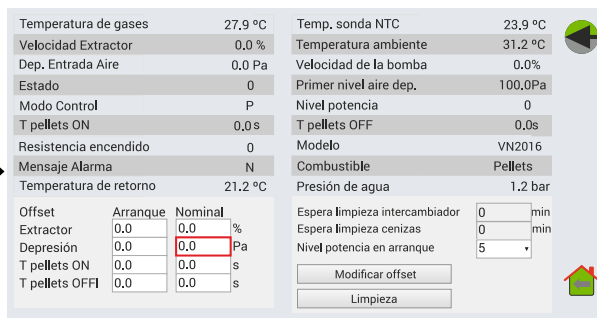 Temperatura de gases 27.9 ºC
Velocidad Extractor 0.0 %
Dep. Entrada Aire 0.0 Pa
Estado 0
Modo Control P
T pellets ON 0.0 s
Resistencia encendido 0
Mensaje Alarma N
Temperatura de retorno 21.2 ºC
Offset Arranque Nominal
Extractor 0.0 0.0 %
Depresión 0.0 0.0 Pa
T pellets ON 0.0 0.0 s
T pellets OFFl 0.0 0.0 s
Temp. sonda NTC 23.9 ºC
Temperatura ambiente 31.2 ºC
Velocidad de la bomba 0.0%
Primer nivel aire dep. 100.0Pa
Nivel potencia 0
T pellets OFF 0.0s
Modelo VN2016
Combustible Pellets
Presión de agua 1.2 bar
Espera limpieza intercambiador 0 min
Espera limpieza cenizas 0 min
Nivel potencia en arranque 5
Modificar offset
Limpieza